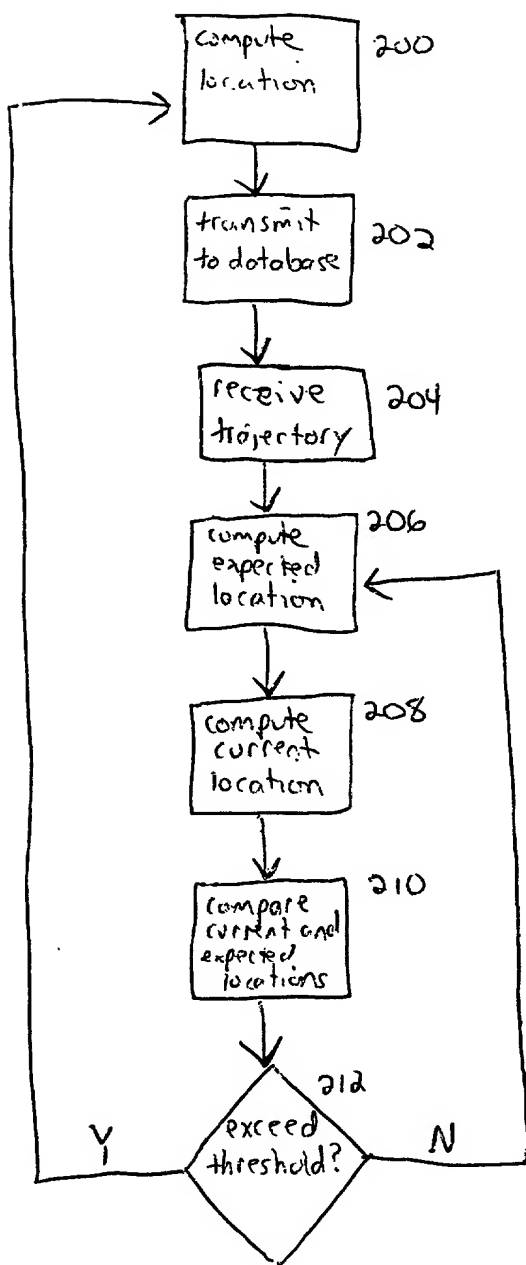 compute
location
200
transmit
to database
202
receive
trajectory
204
compute
expected
location
206
compute
current
location
208
compare
current and
expected
locations
210
exceed
threshold?
212
Y
N